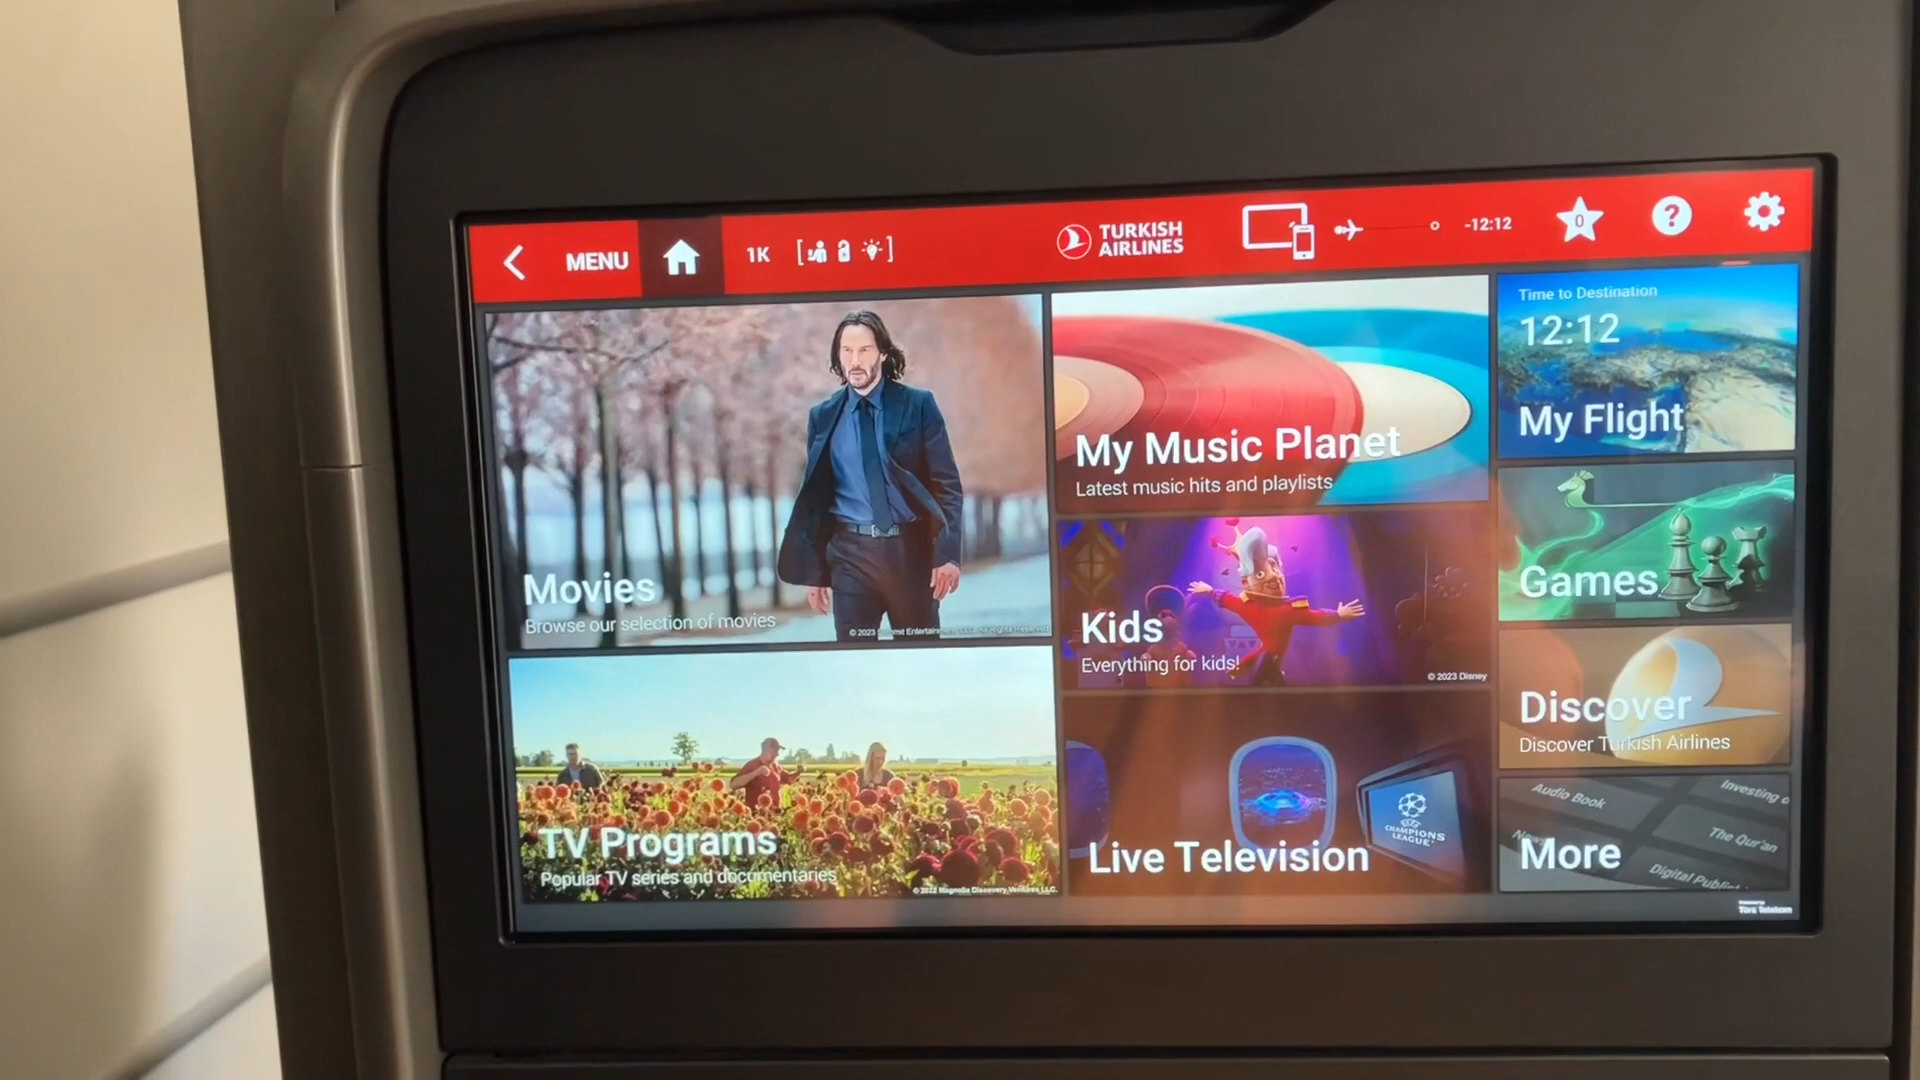 MENU
1K
TURKISH
AIRLINES
-12:12
0
?
Movies
Browse our selection of movies
© 2023 Summit Entertainment, LLC. All Rights Reserved.
My Music Planet
Latest music hits and playlists
Time to Destination
12:12
My Flight
Kids
Everything for kids!
© 2023 Disney
Games
TV Programs
Popular TV series and documentaries
© 2022 Magnolia Discovery Ventures LLC.
Live Television
UEFA
CHAMPIONS
LEAGUE
Discover
Discover Turkish Airlines
Audio Book
Investing
The Qur'an
More
Digital
Türk Telekom